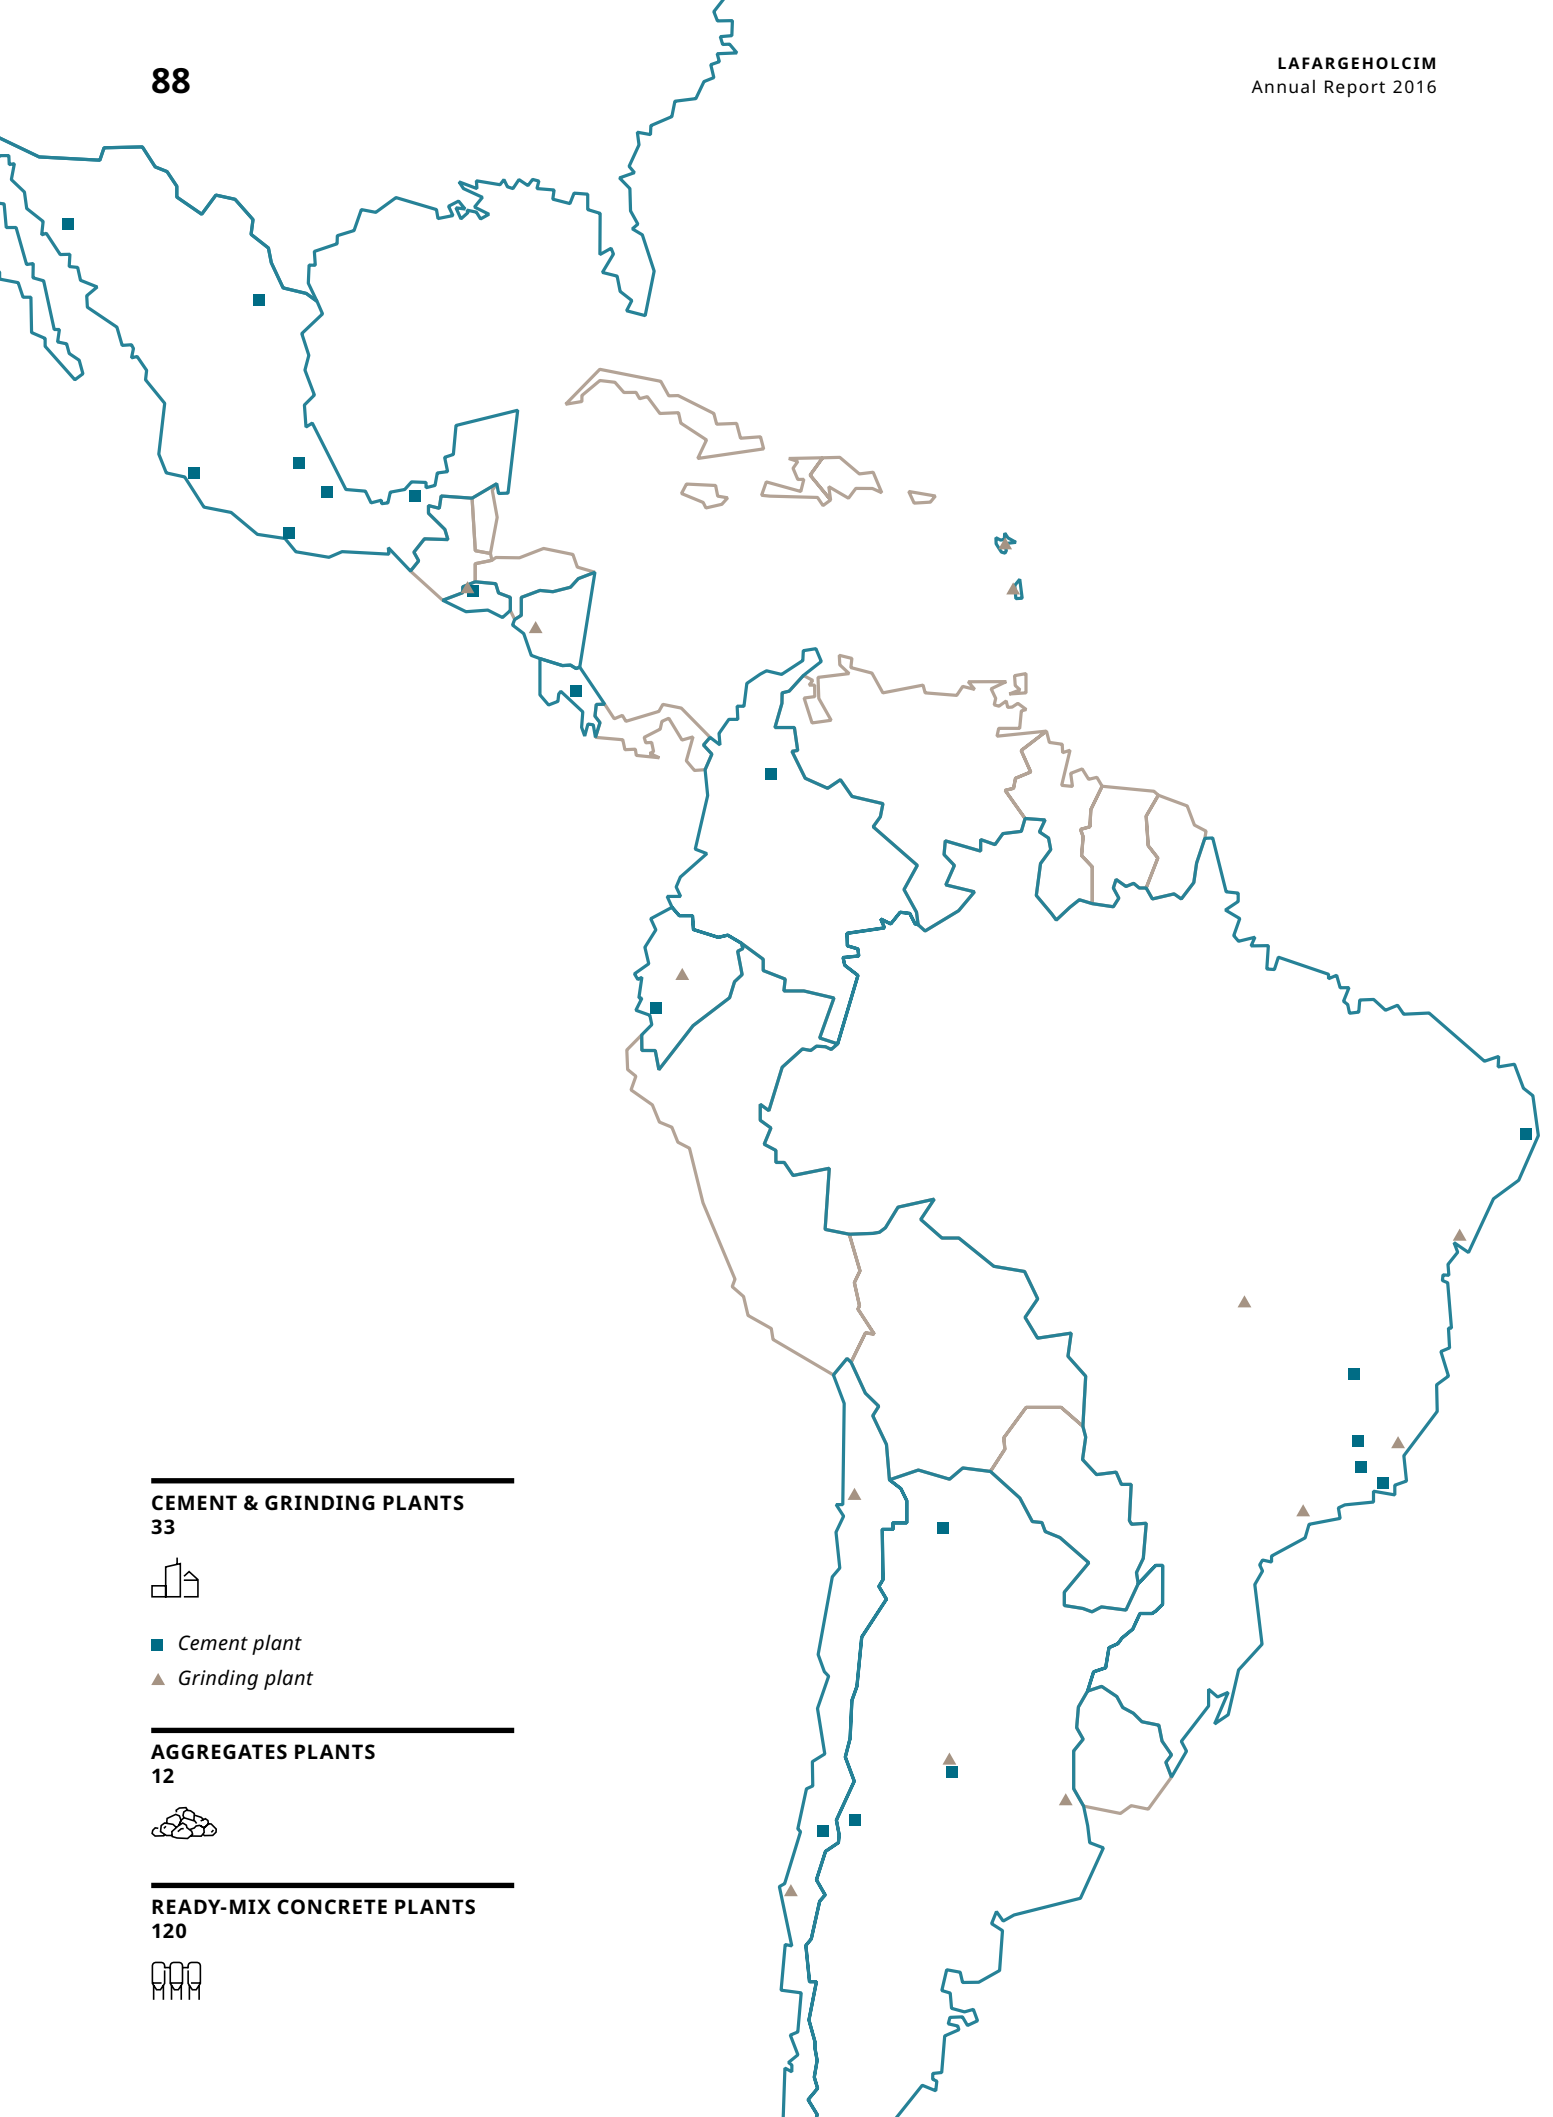 88
LAFARGEHOLCIM
Annual Report 2016
CEMENT & GRINDING PLANTS
33
Cement plant
Grinding plant
AGGREGATES PLANTS
12
READY-MIX CONCRETE PLANTS
120